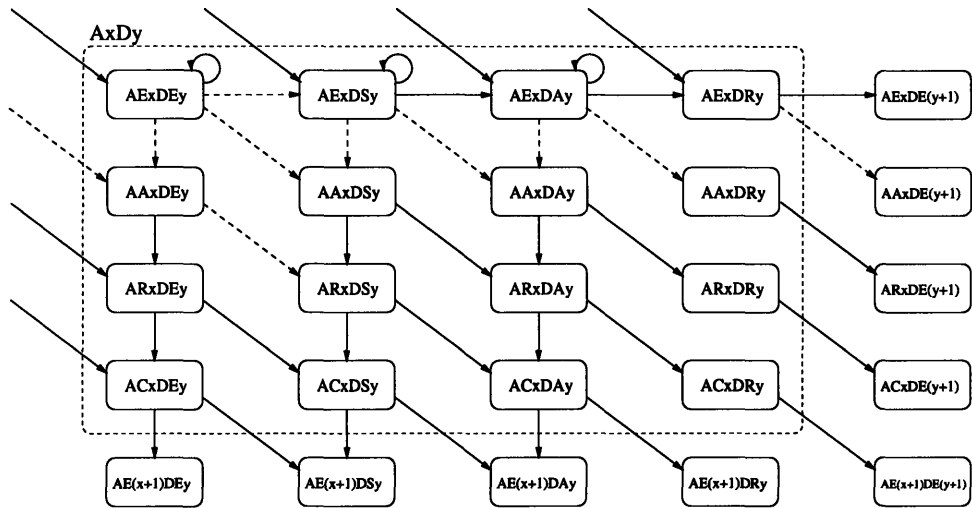 AxDy
AExDEy AExDSy AExDAy AExDRy AExDE(y+1)
AAxDEy AAxDSy AAxDAy AAxDRy AAxDE(y+1)
ARxDEy ARxDSy ARxDAy ARxDRy ARxDE(y+1)
ACxDEy ACxDSy ACxDAy ACxDRy ACxDE(y+1)
AE(x+1)DEy AE(x+1)DSy AE(x+1)DAy AE(x+1)DRy AE(x+1)DE(y+1)